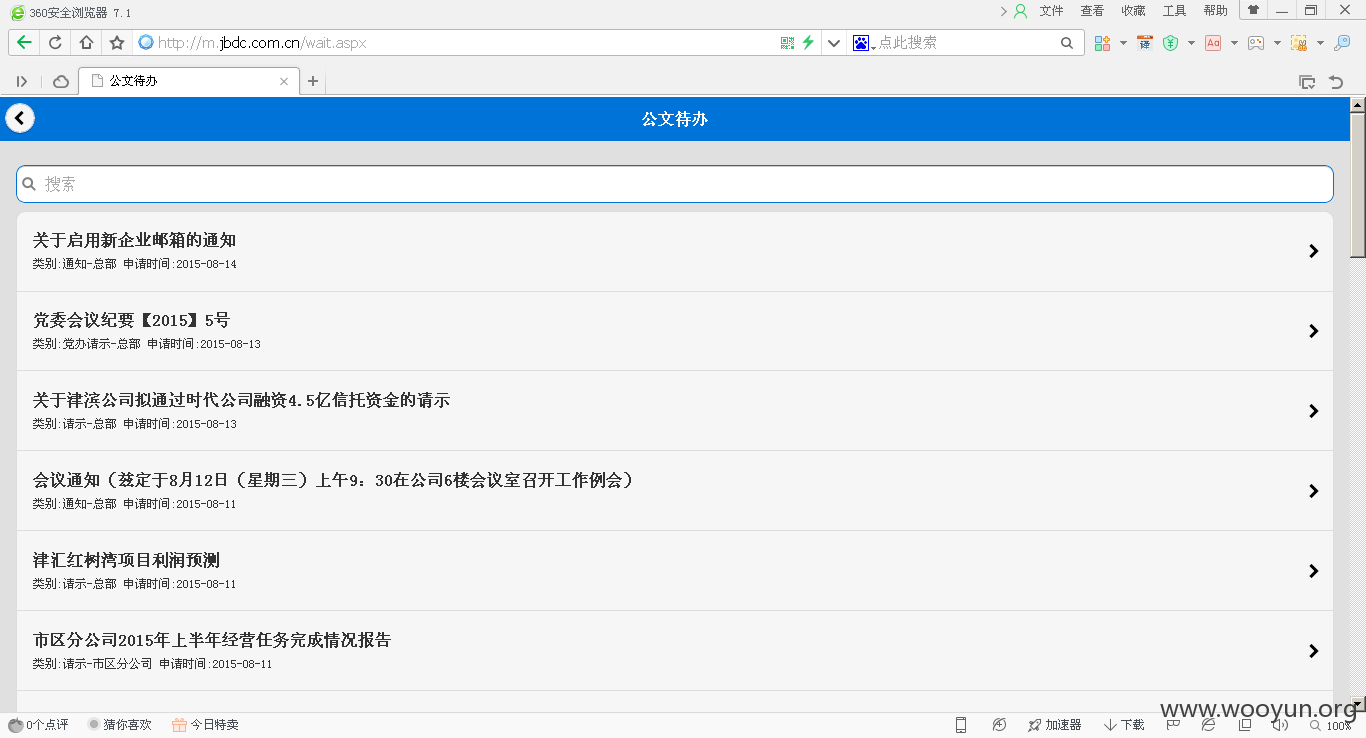 360安全浏览器 7.1
文件 查看 收藏 工具 帮助
http://m.jbdc.com.cn/wait.aspx
点此搜索
公文待办
公文待办
搜索
关于启用新企业邮箱的通知
类别:通知-总部 申请时间:2015-08-14
党委会议纪要【2015】5号
类别:党办请示-总部 申请时间:2015-08-13
关于津滨公司拟通过时代公司融资4.5亿信托资金的请示
类别:请示-总部 申请时间:2015-08-13
会议通知（兹定于8月12日（星期三）上午9：30在公司6楼会议室召开工作例会）
类别:通知-总部 申请时间:2015-08-11
津汇红树湾项目利润预测
类别:请示-总部 申请时间:2015-08-11
市区分公司2015年上半年经营任务完成情况报告
类别:请示-市区分公司 申请时间:2015-08-11
www.wooyun.org
0个点评 猜你喜欢 今日特卖 加速器 下载 100%